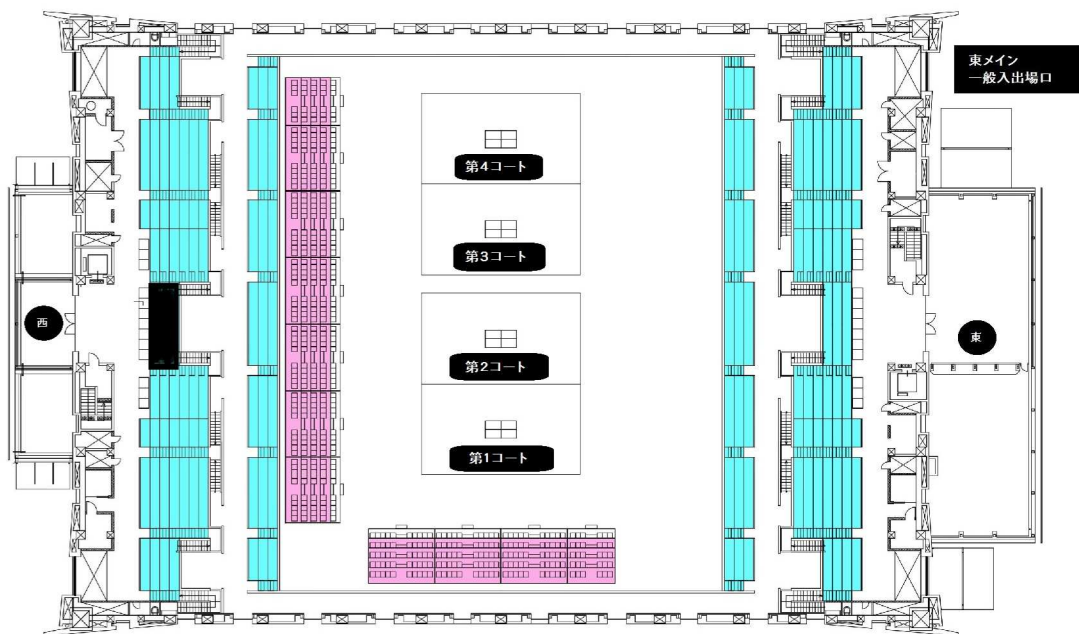 東メイン
一般入出場口
第4コート
第3コート
西
東
第2コート
第1コート